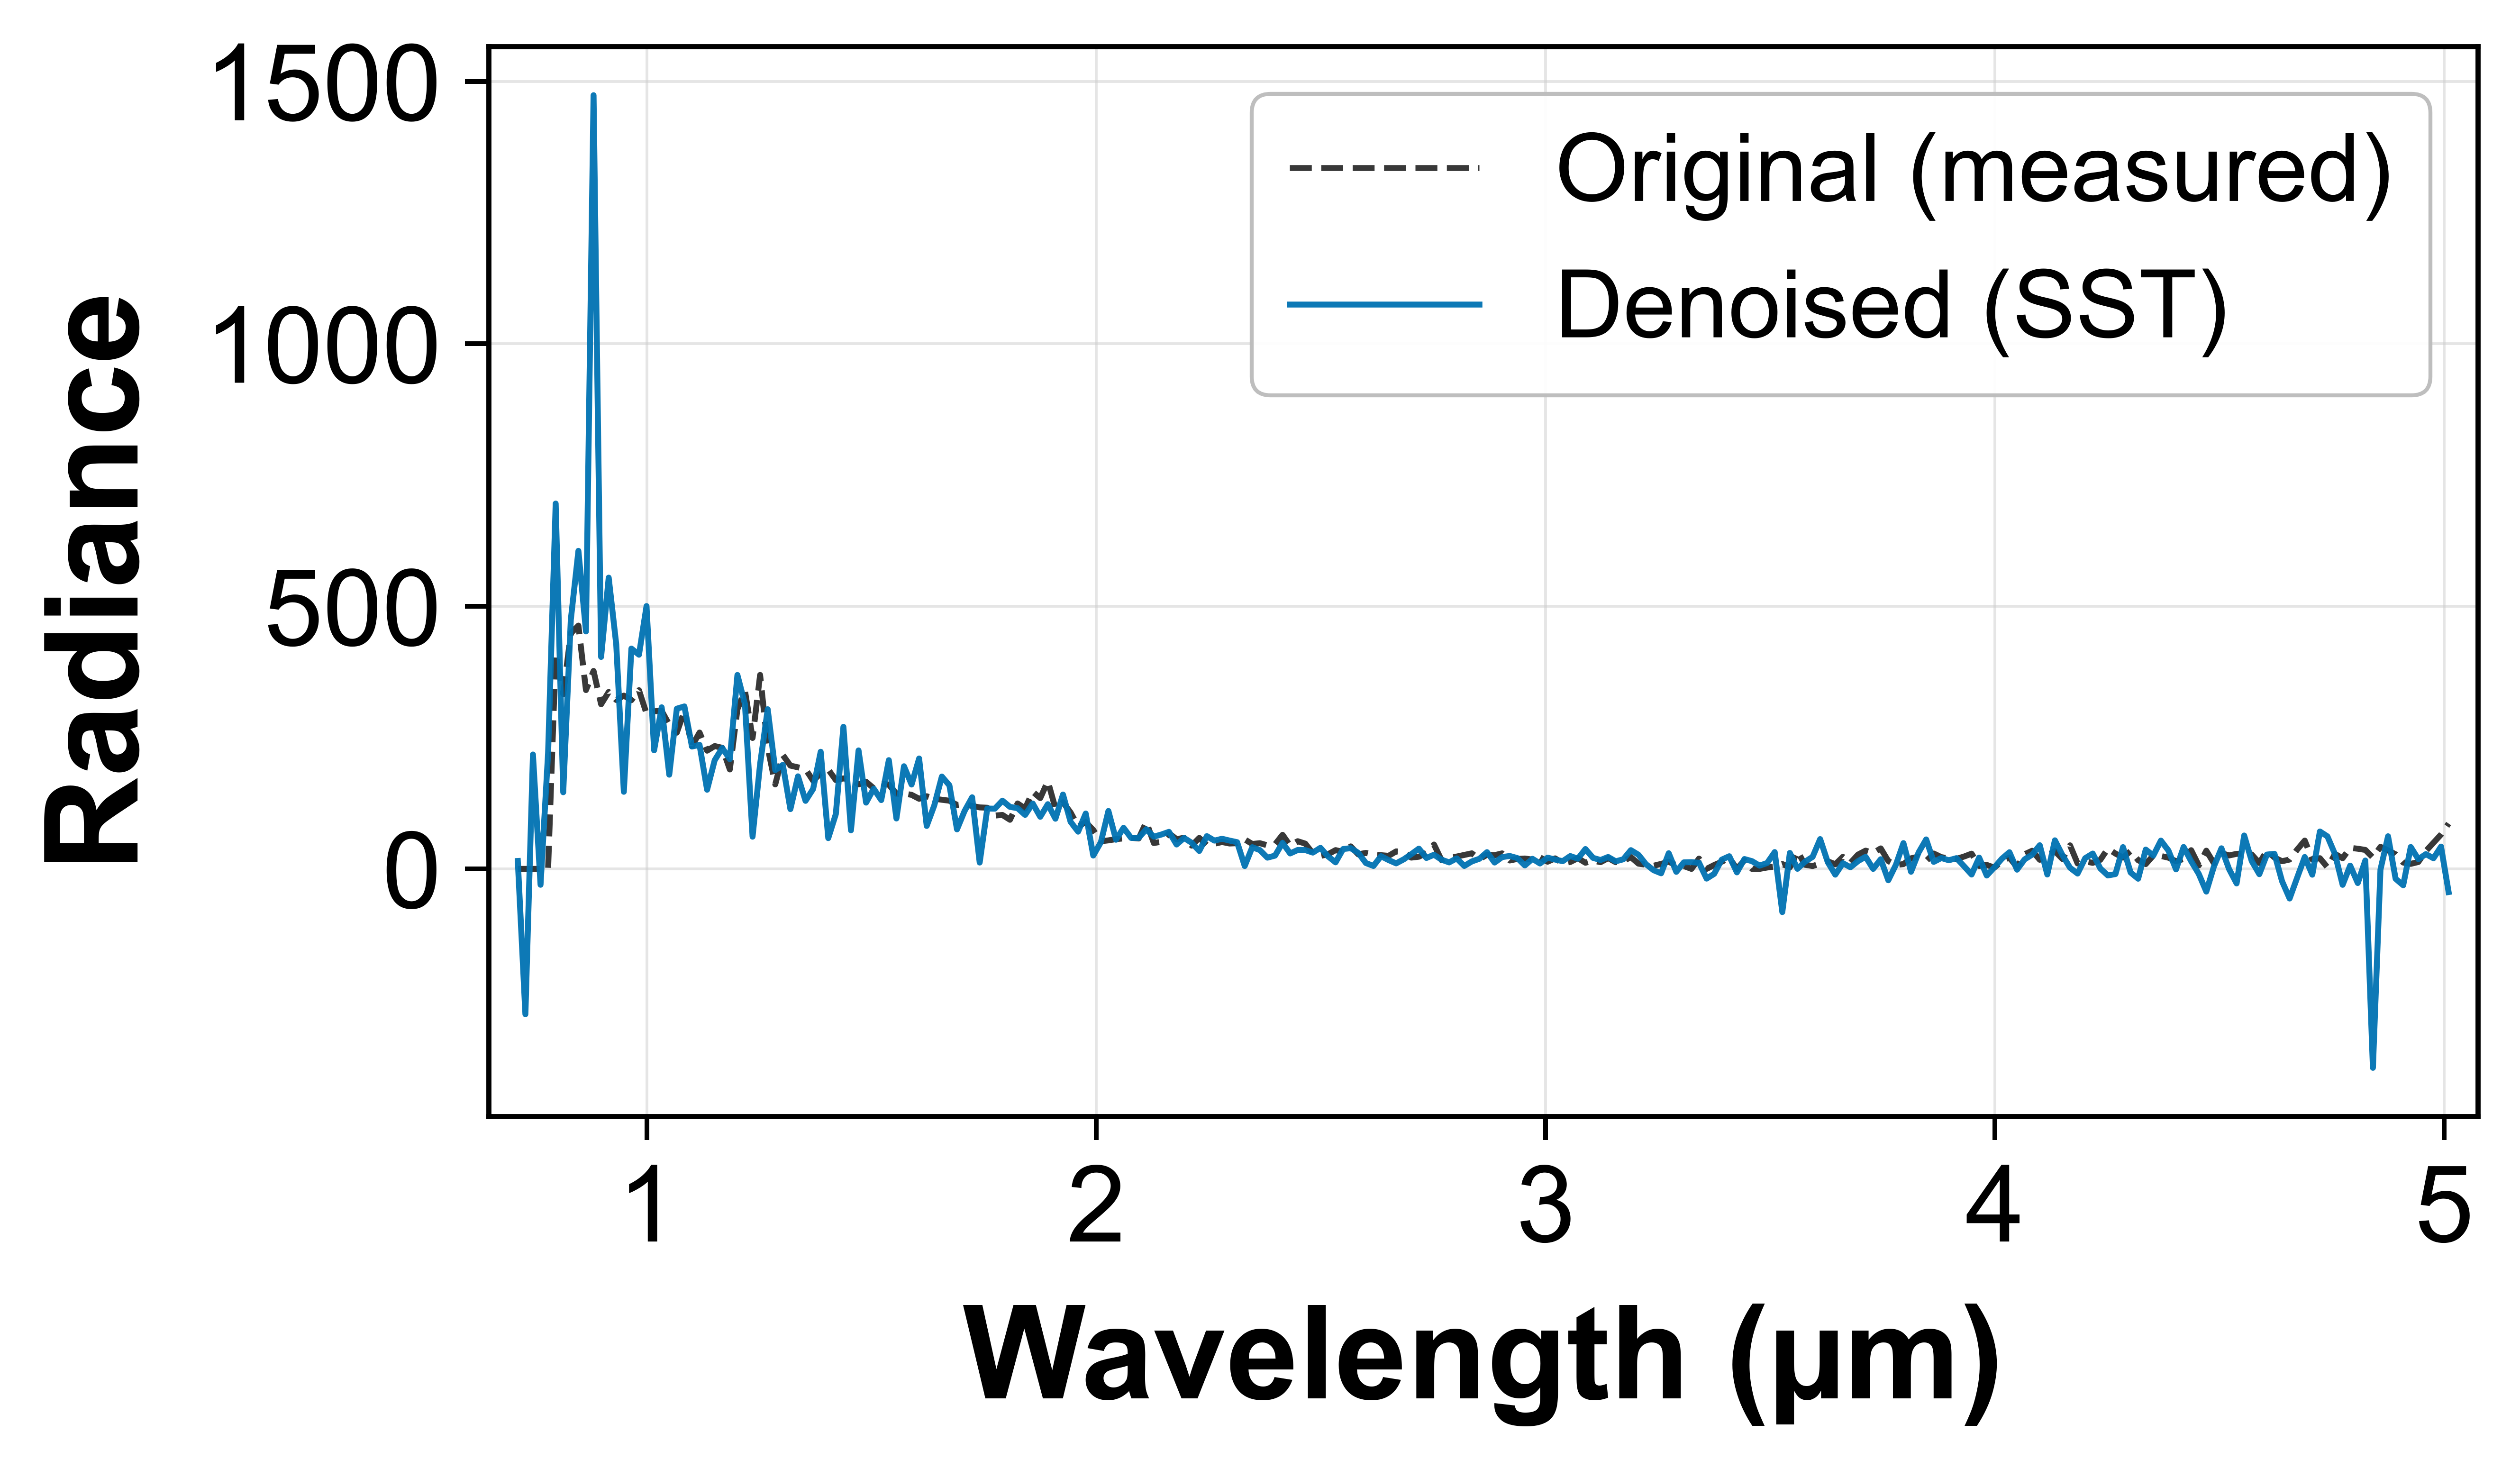 1500
1000
500
0
Radiance
Original (measured)
Denoised (SST)
1 2 3 4 5
Wavelength (µm)